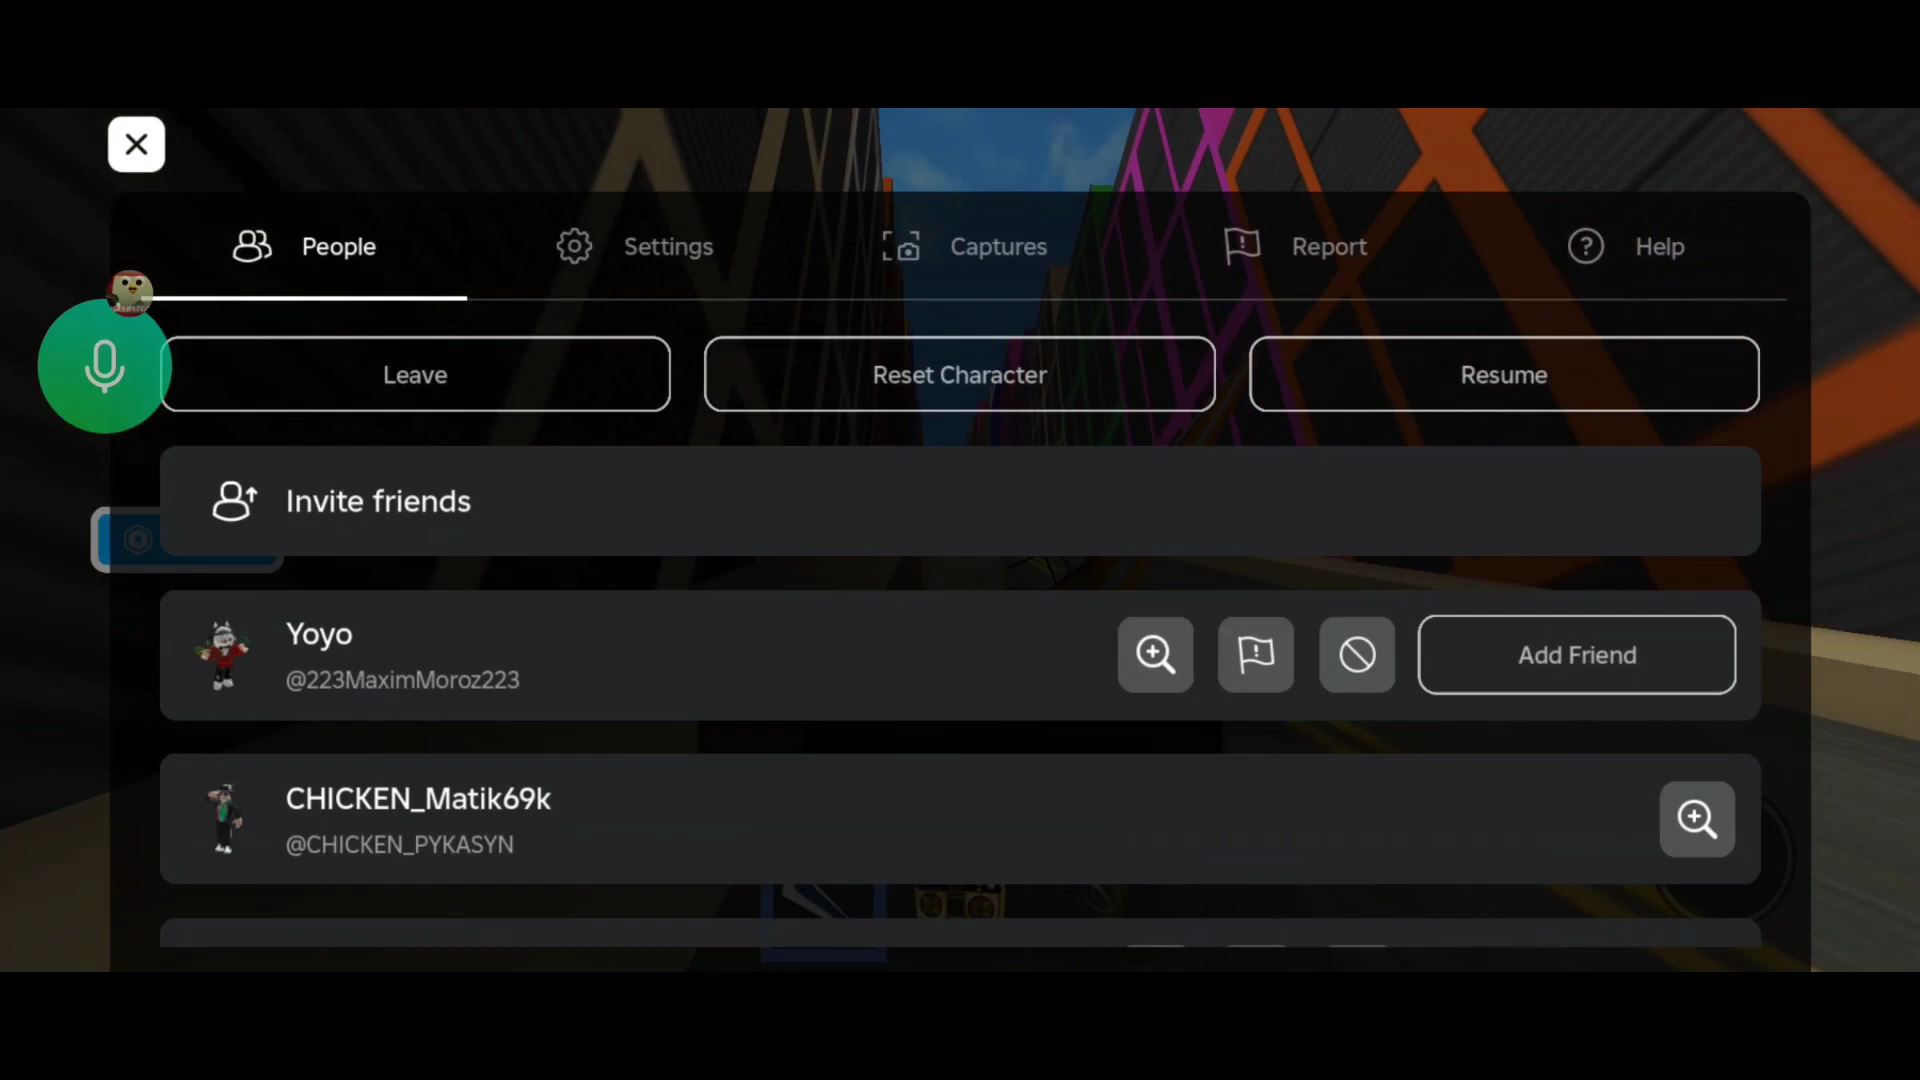 People
Settings
Captures
Report
Help
Leave
Reset Character
Resume
Invite friends
Yoyo
@223MaximMoroz223
Add Friend
CHICKEN_Matik69k
@CHICKEN_PYKASYN